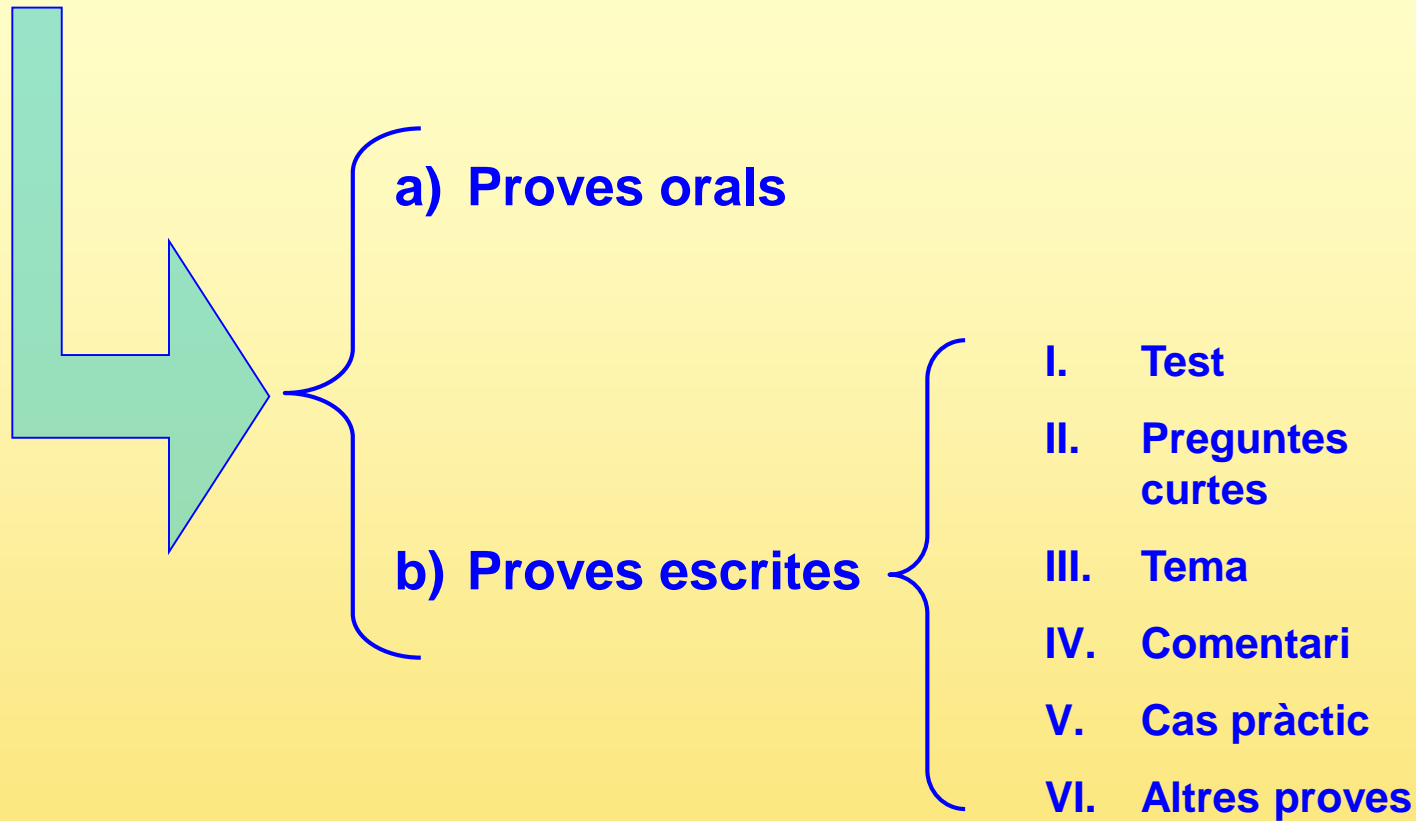 a) Proves orals
b) Proves escrites
I. Test
II. Preguntes
curtes
III. Tema
IV. Comentari
V. Cas pràctic
VI. Altres proves